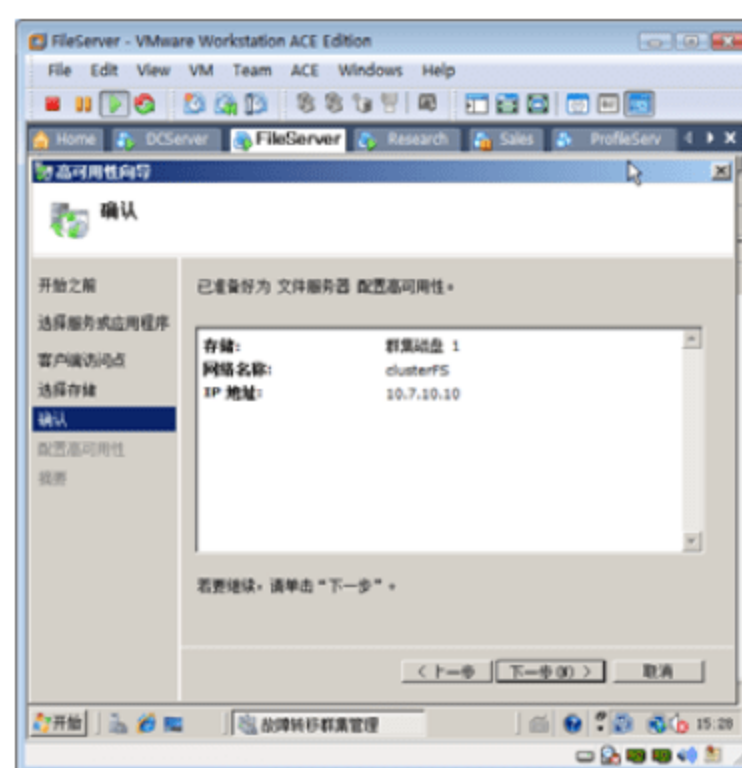 FileServer - VMware Workstation ACE Edition
File Edit View VM Team ACE Windows Help
Home DCServer FileServer Research Sales ProfileServ
高可用性向导
确认
开始之前
选择服务或应用程序
客户端访问点
选择存储
确认
配置高可用性
摘要
已准备好为 文件服务器 配置高可用性。
存储: 群集磁盘 1
网络名称: clusterFS
IP 地址: 10.7.10.10
若要继续，请单击“下一步”。
< 上一步 下一步(N) > 取消
开始 故障转移群集管理 15:28